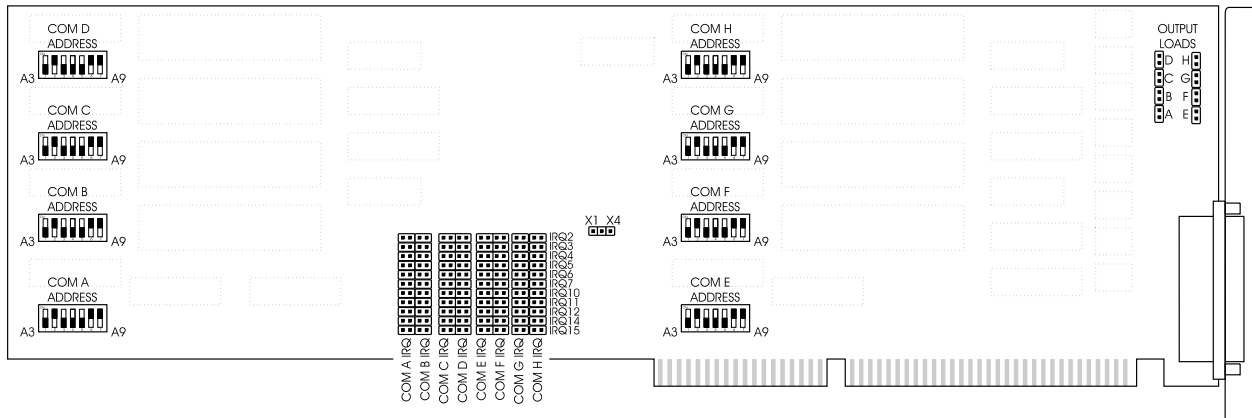 COM D
ADDRESS
A3 A9
COM C
ADDRESS
A3 A9
COM B
ADDRESS
A3 A9
COM A
ADDRESS
A3 A9
X1 X4
IRQ2
IRQ3
IRQ4
IRQ5
IRQ6
IRQ7
IRQ10
IRQ11
IRQ12
IRQ14
IRQ15
COM A IRQ
COM B IRQ
COM C IRQ
COM D IRQ
COM E IRQ
COM F IRQ
COM G IRQ
COM H IRQ
COM H
ADDRESS
A3 A9
COM G
ADDRESS
A3 A9
COM F
ADDRESS
A3 A9
COM E
ADDRESS
A3 A9
OUTPUT
LOADS
D H
C G
B F
A E